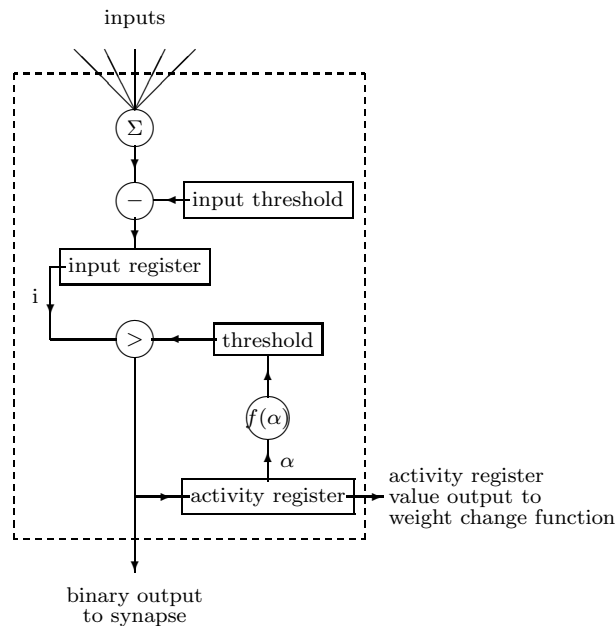 inputs
Σ
−
input threshold
input register
i
>
threshold
f(α)
α
activity register
activity register
value output to
weight change function
binary output
to synapse